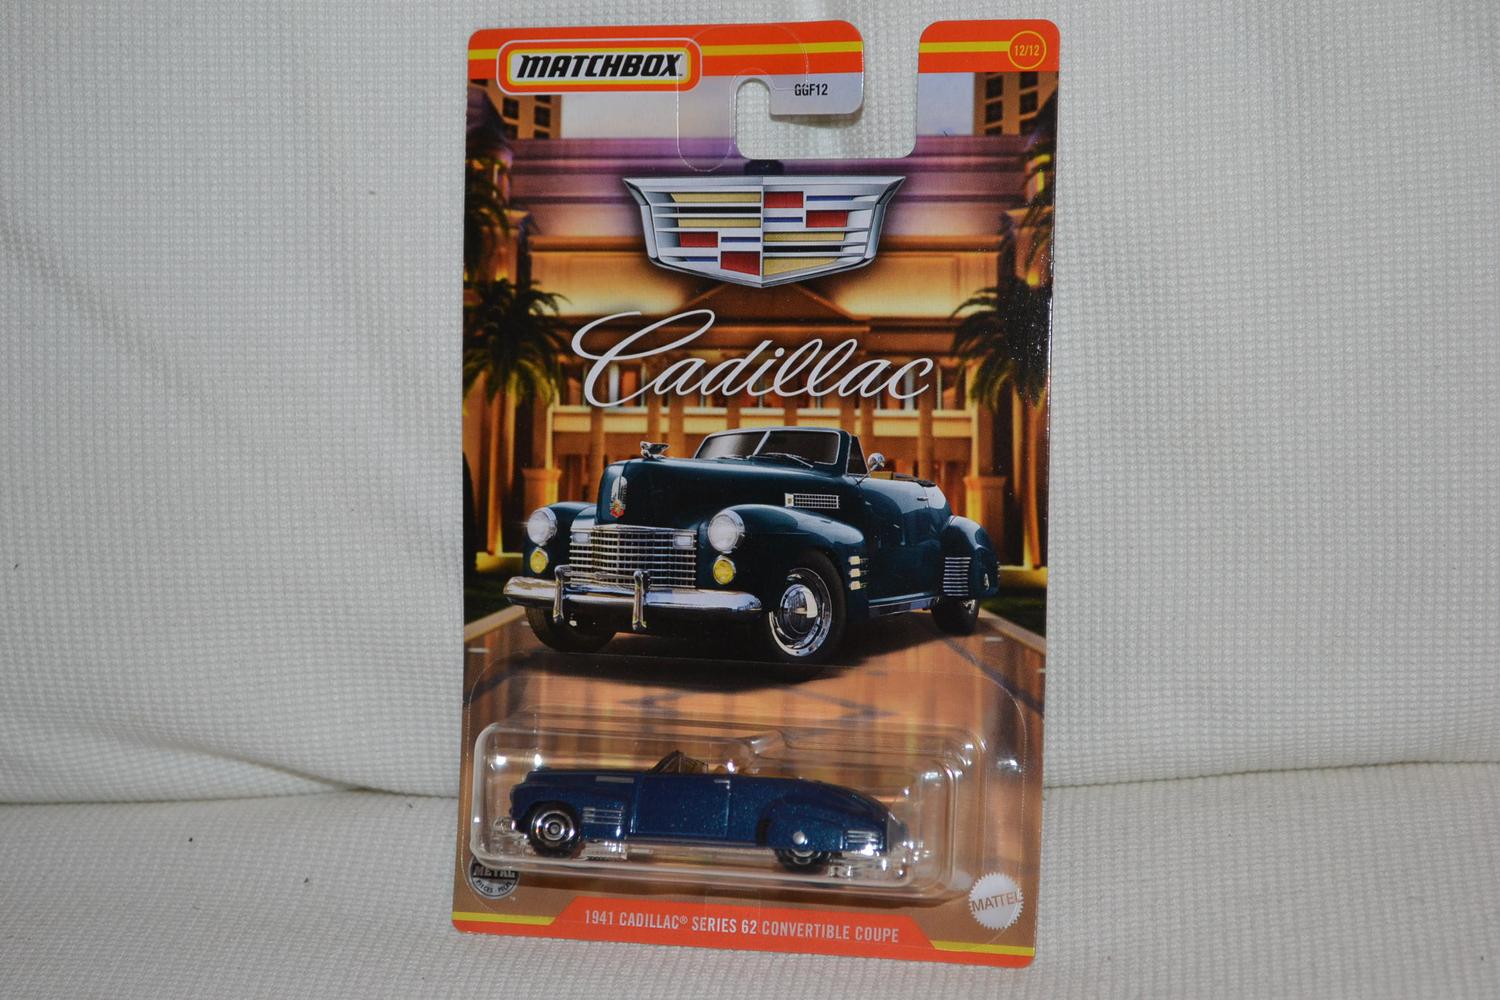 MATCHBOX
GGF12
12/12
Cadillac
METAL
MATTEL
1941 CADILLAC® SERIES 62 CONVERTIBLE COUPE